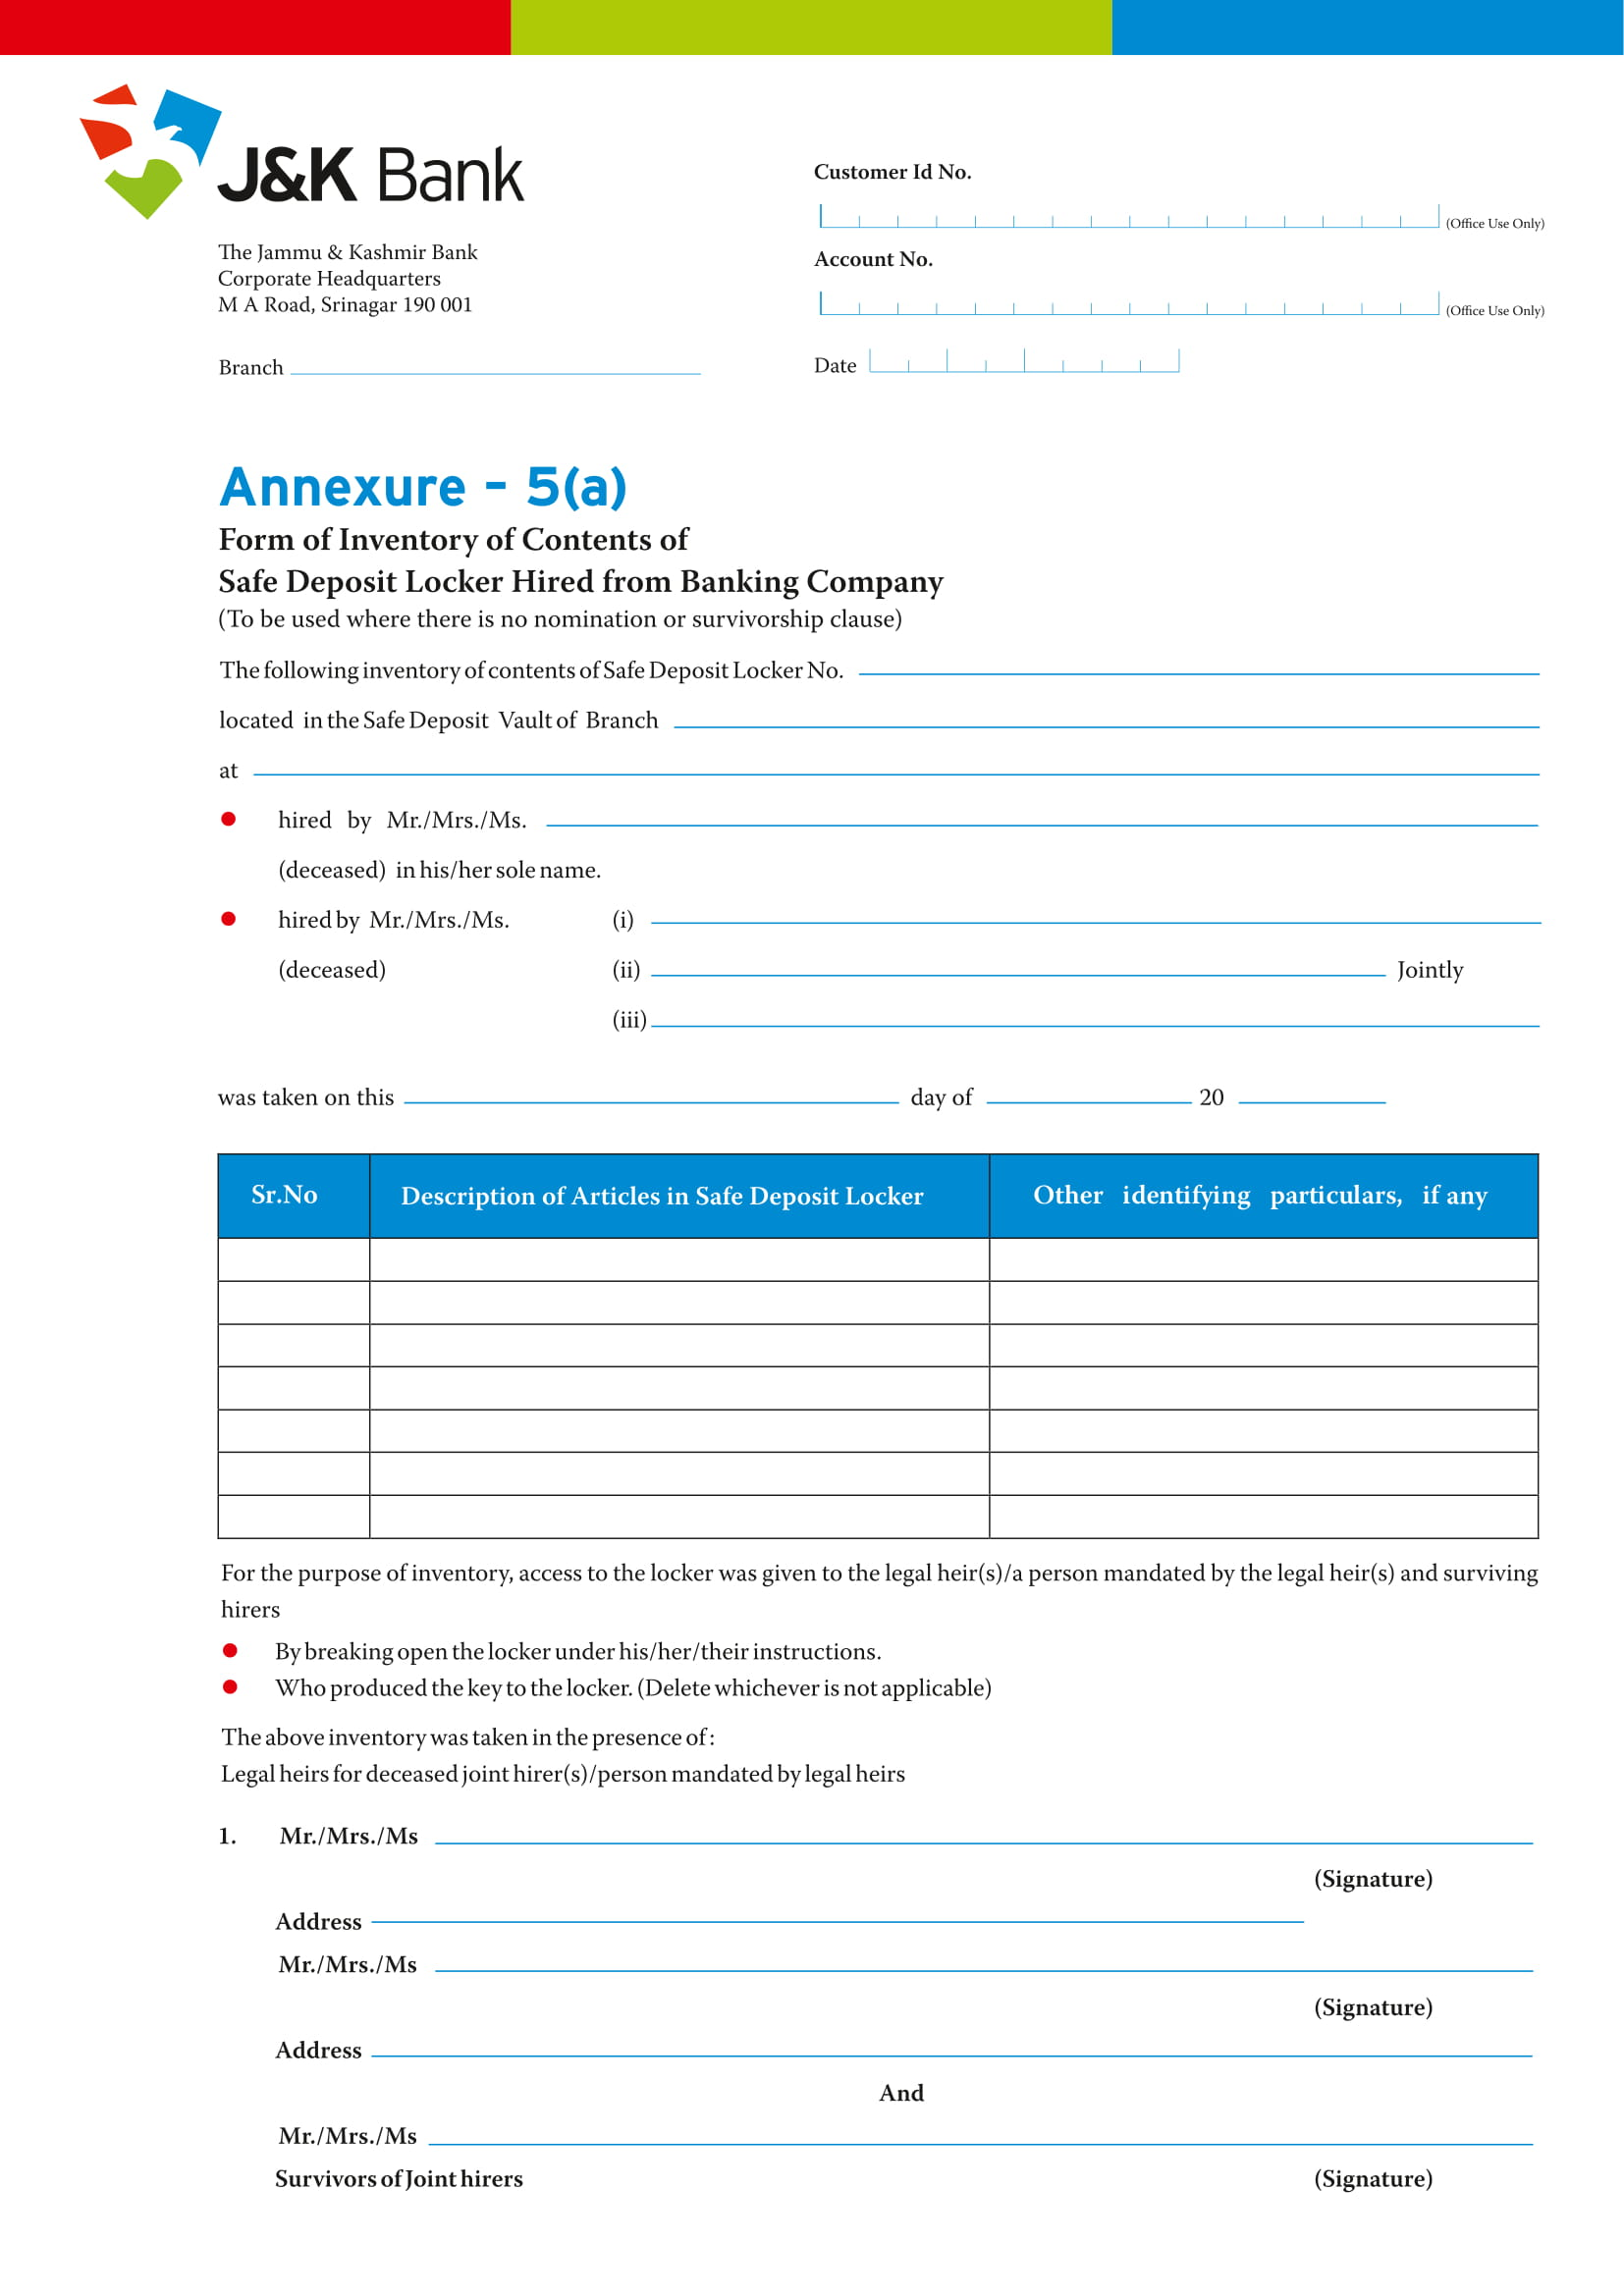 J&K Bank
The Jammu & Kashmir Bank
Corporate Headquarters
M A Road, Srinagar 190 001
Branch
Customer Id No.
(Office Use Only)
Account No.
(Office Use Only)
Date
Annexure - 5(a)
Form of Inventory of Contents of
Safe Deposit Locker Hired from Banking Company
(To be used where there is no nomination or survivorship clause)
The following inventory of contents of Safe Deposit Locker No.
located in the Safe Deposit Vault of Branch
at
hired by Mr./Mrs./Ms.
(deceased) in his/her sole name.
hired by Mr./Mrs./Ms. (i)
(deceased) (ii) Jointly
(iii)
was taken on this day of 20
Sr.No Description of Articles in Safe Deposit Locker Other identifying particulars, if any
For the purpose of inventory, access to the locker was given to the legal heir(s)/a person mandated by the legal heir(s) and surviving
hirers
By breaking open the locker under his/her/their instructions.
Who produced the key to the locker. (Delete whichever is not applicable)
The above inventory was taken in the presence of :
Legal heirs for deceased joint hirer(s)/person mandated by legal heirs
1. Mr./Mrs./Ms
(Signature)
Address
Mr./Mrs./Ms
(Signature)
Address
And
Mr./Mrs./Ms
Survivors of Joint hirers (Signature)